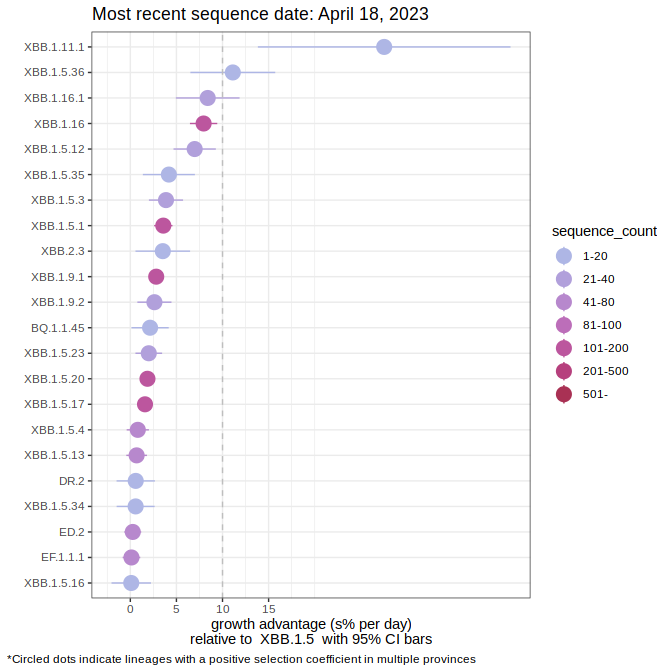 Most recent sequence date: April 18, 2023
XBB.1.11.1
XBB.1.5.36
XBB.1.16.1
XBB.1.16
XBB.1.5.12
XBB.1.5.35
XBB.1.5.3
XBB.1.5.1
XBB.2.3
XBB.1.9.1
XBB.1.9.2
BQ.1.1.45
XBB.1.5.23
XBB.1.5.20
XBB.1.5.17
XBB.1.5.4
XBB.1.5.13
DR.2
XBB.1.5.34
ED.2
EF.1.1.1
XBB.1.5.16
0 5 10 15
growth advantage (s% per day)
relative to XBB.1.5 with 95% CI bars
sequence_count
1-20
21-40
41-80
81-100
101-200
201-500
501-
*Circled dots indicate lineages with a positive selection coefficient in multiple provinces